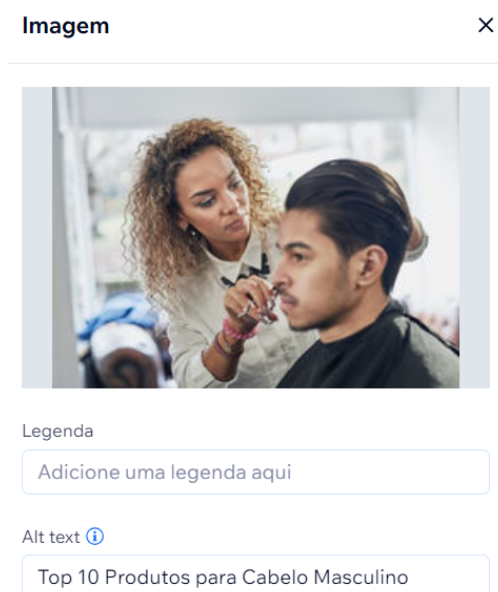 Imagem
Legenda
Adicione uma legenda aqui
Alt text
Top 10 Produtos para Cabelo Masculino